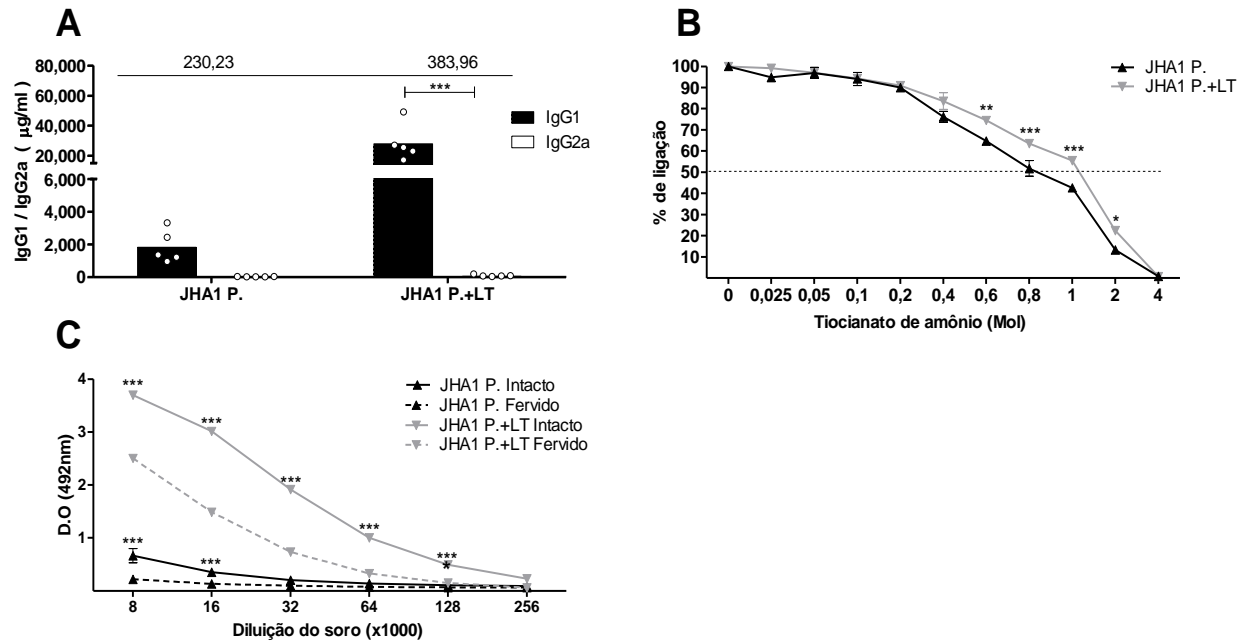 A
230,23 383,96
80,000
60,000
40,000
20,000
6,000
4,000
2,000
0
IgG1 / IgG2a ( µg/ml )
***
IgG1
IgG2a
JHA1 P. JHA1 P.+LT
B
100
90
80
70
60
50
40
30
20
10
% de ligação
JHA1 P.
JHA1 P.+LT
**
***
***
*
0 0,025 0,05 0,1 0,2 0,4 0,6 0,8 1 2 4
Tiocianato de amônio (Mol)
C
4
3
2
1
D.O (492nm)
JHA1 P. Intacto
JHA1 P. Fervido
JHA1 P.+LT Intacto
JHA1 P.+LT Fervido
***
***
***
***
***
*
***
***
8 16 32 64 128 256
Diluição do soro (x1000)